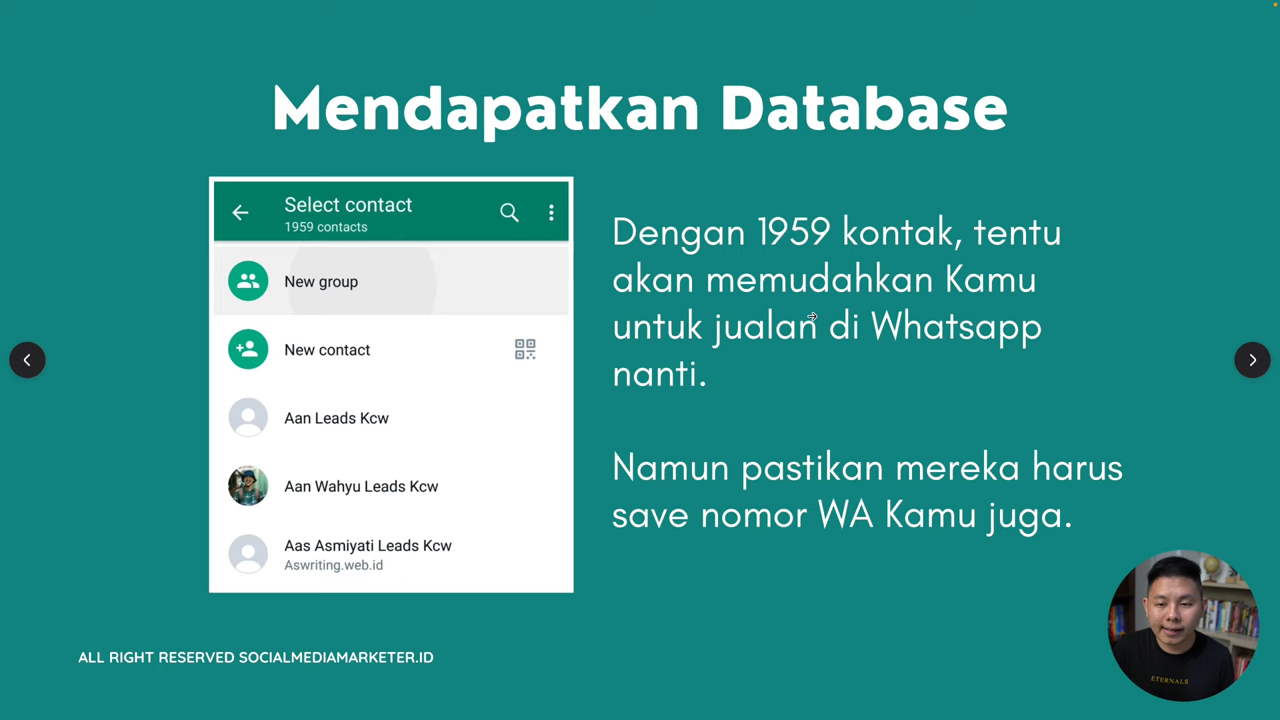 Mendapatkan Database
Select contact
1959 contacts
New group
New contact
Aan Leads Kcw
Aan Wahyu Leads Kcw
Aas Asmiyati Leads Kcw
Aswriting.web.id
Dengan 1959 kontak, tentu
akan memudahkan Kamu
untuk jualan di Whatsapp
nanti.
Namun pastikan mereka harus
save nomor WA Kamu juga.
ALL RIGHT RESERVED SOCIALMEDIAMARKETER.ID
ETERNALS